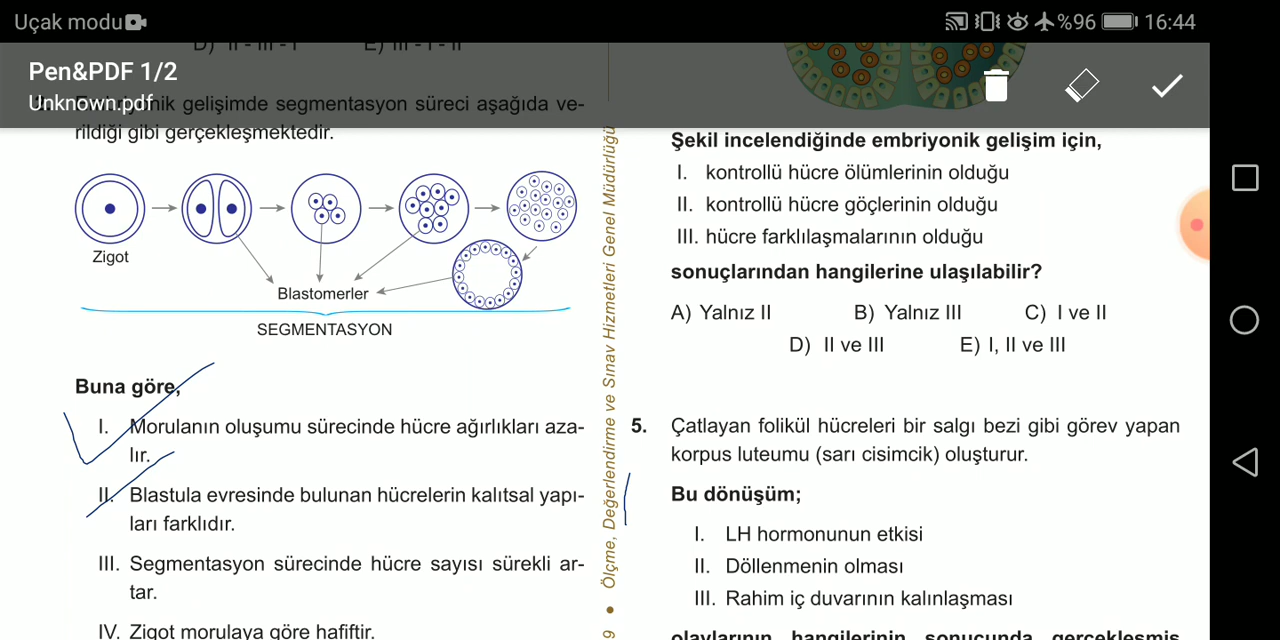 Uçak modu
%96 16:44
Pen&PDF 1/2
Unknown.pdf
D) II - III - I E) III - I - II
gelişimde segmentasyon süreci aşağıda ve-
rildiği gibi gerçekleşmektedir.
Zigot
Blastomerler
SEGMENTASYON
Buna göre,
I. Morulanın oluşumu sürecinde hücre ağırlıkları aza-
lır.
II. Blastula evresinde bulunan hücrelerin kalıtsal yapı-
ları farklıdır.
III. Segmentasyon sürecinde hücre sayısı sürekli ar-
tar.
IV. Zigot morulaya göre hafiftir.
9 • Ölçme, Değerlendirme ve Sınav Hizmetleri Genel Müdürlüğü
Şekil incelendiğinde embriyonik gelişim için,
I. kontrollü hücre ölümlerinin olduğu
II. kontrollü hücre göçlerinin olduğu
III. hücre farklılaşmalarının olduğu
sonuçlarından hangilerine ulaşılabilir?
A) Yalnız II B) Yalnız III C) I ve II
D) II ve III E) I, II ve III
5. Çatlayan folikül hücreleri bir salgı bezi gibi görev yapan
korpus luteumu (sarı cisimcik) oluşturur.
Bu dönüşüm;
I. LH hormonunun etkisi
II. Döllenmenin olması
III. Rahim iç duvarının kalınlaşması
olaylarının hangilerinin sonucunda gerçekleşmiş